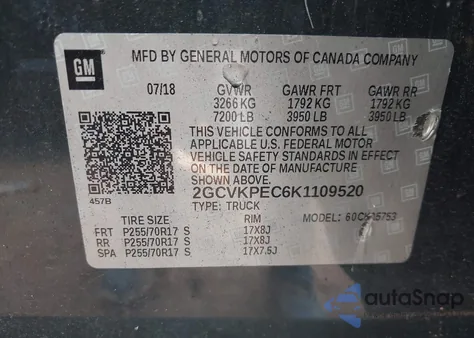 GM
MFD BY GENERAL MOTORS OF CANADA COMPANY
07/18 GVWR GAWR FRT GAWR RR
3266 KG 1792 KG 1792 KG
7200 LB 3950 LB 3950 LB
THIS VEHICLE CONFORMS TO ALL
APPLICABLE U.S. FEDERAL MOTOR
VEHICLE SAFETY STANDARDS IN EFFECT
ON THE DATE OF MANUFACTURE
SHOWN ABOVE.
2GCVKPEC6K1109520
457B
TYPE: TRUCK
TIRE SIZE RIM MODEL:
FRT P255/70R17 S 17X8J
RR P255/70R17 S 17X8J
SPA P255/70R17 S 17X7.5J
autoSnap